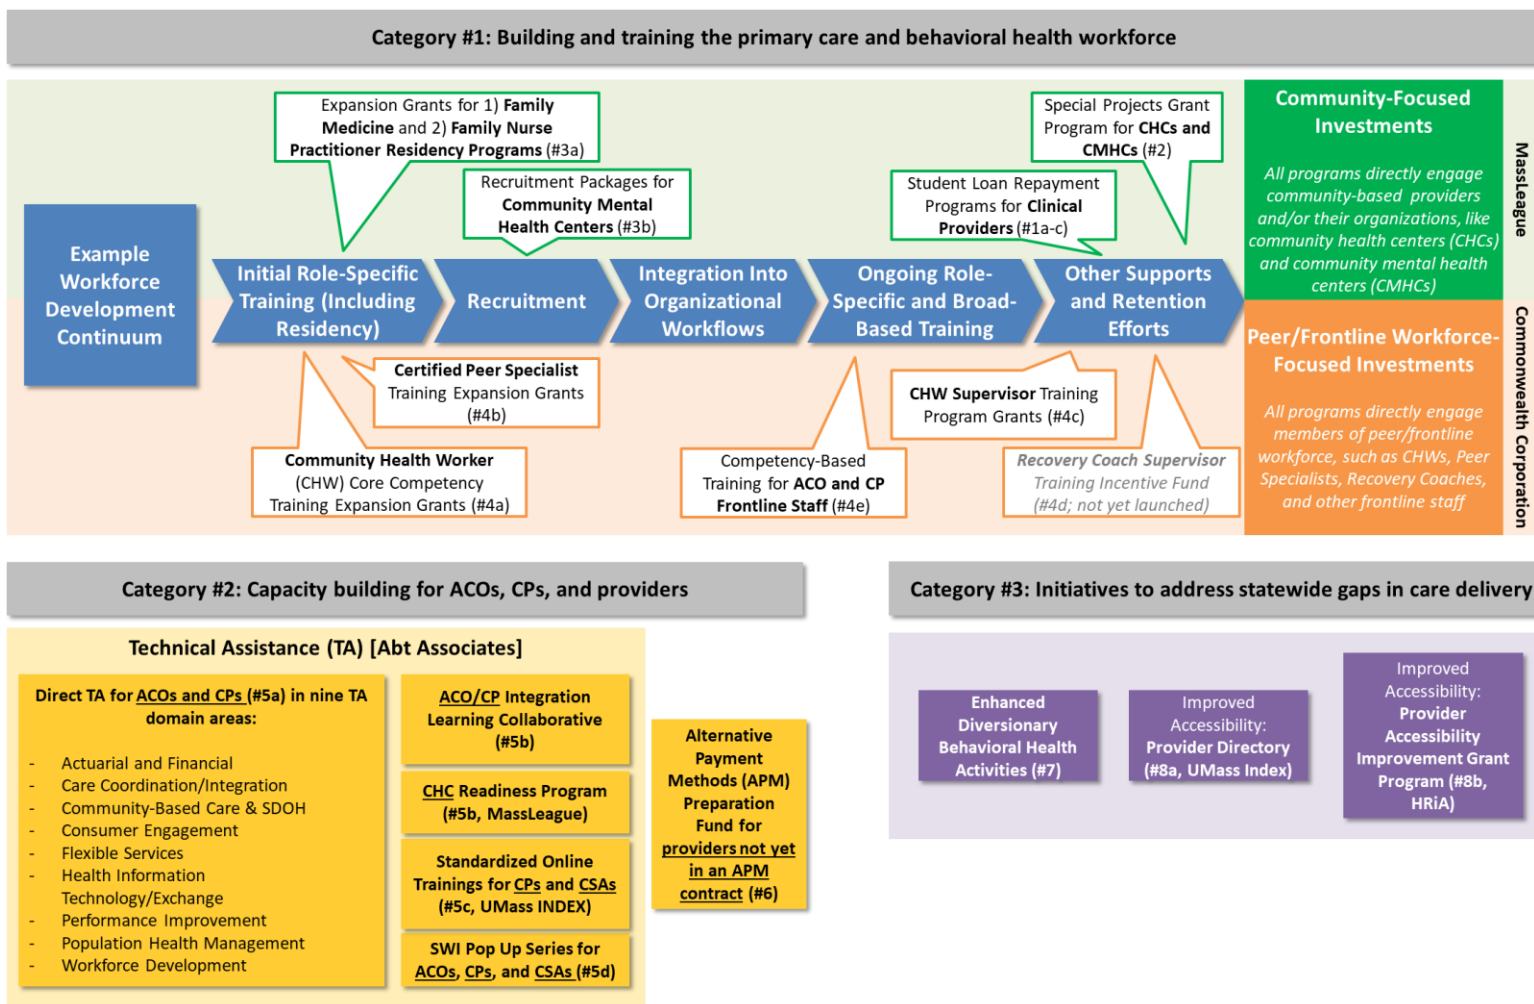 Category #1: Building and training the primary care and behavioral health workforce
Expansion Grants for 1) Family
Medicine and 2) Family Nurse
Practitioner Residency Programs (#3a)
Recruitment Packages for
Community Mental
Health Centers (#3b)
Special Projects Grant
Program for CHCs and
CMHCs (#2)
Student Loan Repayment
Programs for Clinical
Providers (#1a-c)
Community-Focused
Investments
All programs directly engage
community-based providers
and/or their organizations, like
community health centers (CHCs)
and community mental health
centers (CMHCs)
MassLeague
Example
Workforce
Development
Continuum
Initial Role-Specific
Training (Including
Residency)
Recruitment
Integration Into
Organizational
Workflows
Ongoing Role-
Specific and Broad-
Based Training
Other Supports
and Retention
Efforts
Certified Peer Specialist
Training Expansion Grants
(#4b)
Community Health Worker
(CHW) Core Competency
Training Expansion Grants (#4a)
CHW Supervisor Training
Program Grants (#4c)
Competency-Based
Training for ACO and CP
Frontline Staff (#4e)
Recovery Coach Supervisor
Training Incentive Fund
(#4d; not yet launched)
Peer/Frontline Workforce-
Focused Investments
All programs directly engage
members of peer/frontline
workforce, such as CHWs, Peer
Specialists, Recovery Coaches,
and other frontline staff
Commonwealth Corporation
Category #2: Capacity building for ACOs, CPs, and providers
Technical Assistance (TA) [Abt Associates]
Direct TA for ACOs and CPs (#5a) in nine TA
domain areas:
- Actuarial and Financial
- Care Coordination/Integration
- Community-Based Care & SDOH
- Consumer Engagement
- Flexible Services
- Health Information
Technology/Exchange
- Performance Improvement
- Population Health Management
- Workforce Development
ACO/CP Integration
Learning Collaborative
(#5b)
CHC Readiness Program
(#5b, MassLeague)
Standardized Online
Trainings for CPs and CSAs
(#5c, UMass INDEX)
SWI Pop Up Series for
ACOs, CPs, and CSAs (#5d)
Alternative
Payment
Methods (APM)
Preparation
Fund for
providers not yet
in an APM
contract (#6)
Category #3: Initiatives to address statewide gaps in care delivery
Enhanced
Diversionary
Behavioral Health
Activities (#7)
Improved
Accessibility:
Provider Directory
(#8a, UMass Index)
Improved
Accessibility:
Provider
Accessibility
Improvement Grant
Program (#8b,
HRiA)